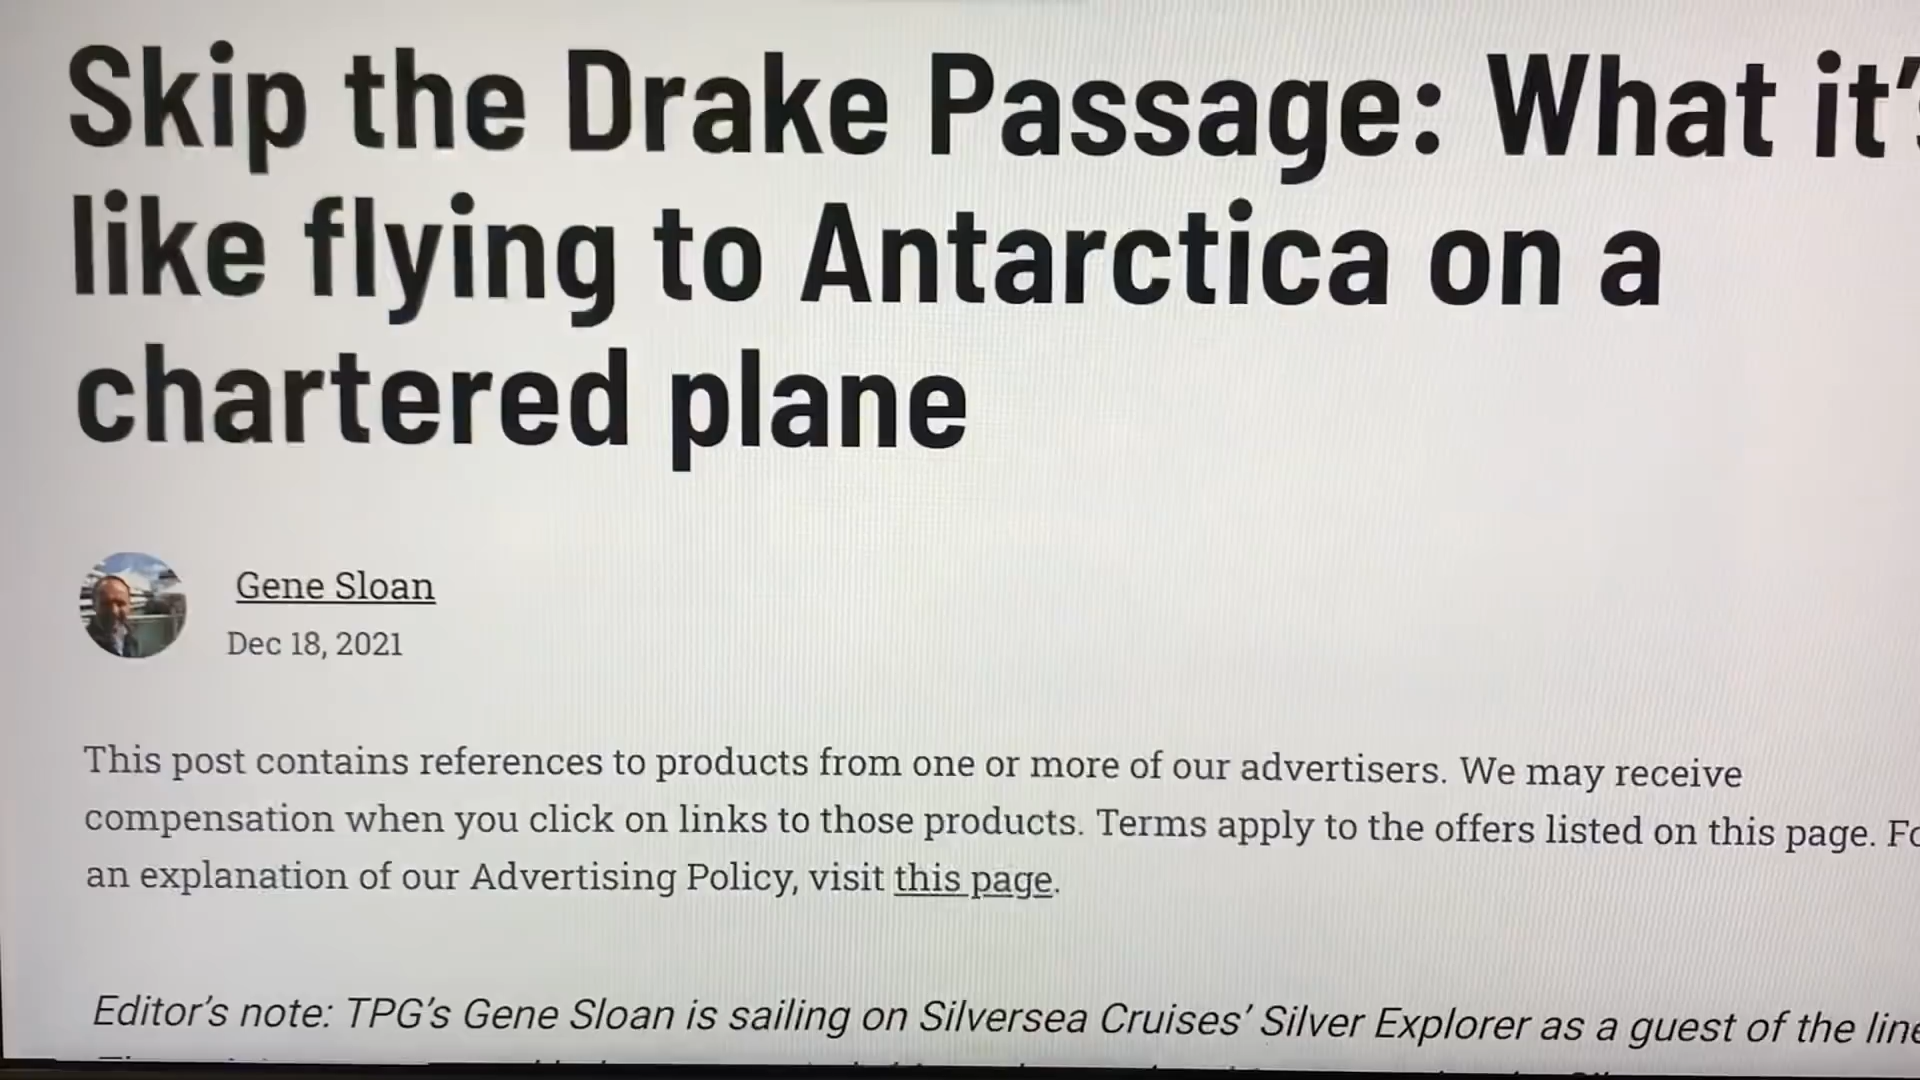 Skip the Drake Passage: What it's
like flying to Antarctica on a
chartered plane
Gene Sloan
Dec 18, 2021
This post contains references to products from one or more of our advertisers. We may receive
compensation when you click on links to those products. Terms apply to the offers listed on this page. Fo
an explanation of our Advertising Policy, visit this page.
Editor's note: TPG's Gene Sloan is sailing on Silversea Cruises' Silver Explorer as a guest of the line